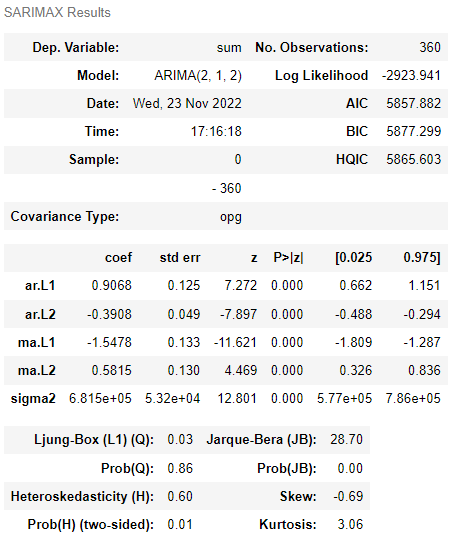 SARIMAX Results
Dep. Variable: sum No. Observations: 360
Model: ARIMA(2, 1, 2) Log Likelihood -2923.941
Date: Wed, 23 Nov 2022 AIC 5857.882
Time: 17:16:18 BIC 5877.299
Sample: 0 HQIC 5865.603
- 360
Covariance Type: opg
coef std err z P>|z| [0.025 0.975]
ar.L1 0.9068 0.125 7.272 0.000 0.662 1.151
ar.L2 -0.3908 0.049 -7.897 0.000 -0.488 -0.294
ma.L1 -1.5478 0.133 -11.621 0.000 -1.809 -1.287
ma.L2 0.5815 0.130 4.469 0.000 0.326 0.836
sigma2 6.815e+05 5.32e+04 12.801 0.000 5.77e+05 7.86e+05
Ljung-Box (L1) (Q): 0.03 Jarque-Bera (JB): 28.70
Prob(Q): 0.86 Prob(JB): 0.00
Heteroskedasticity (H): 0.60 Skew: -0.69
Prob(H) (two-sided): 0.01 Kurtosis: 3.06